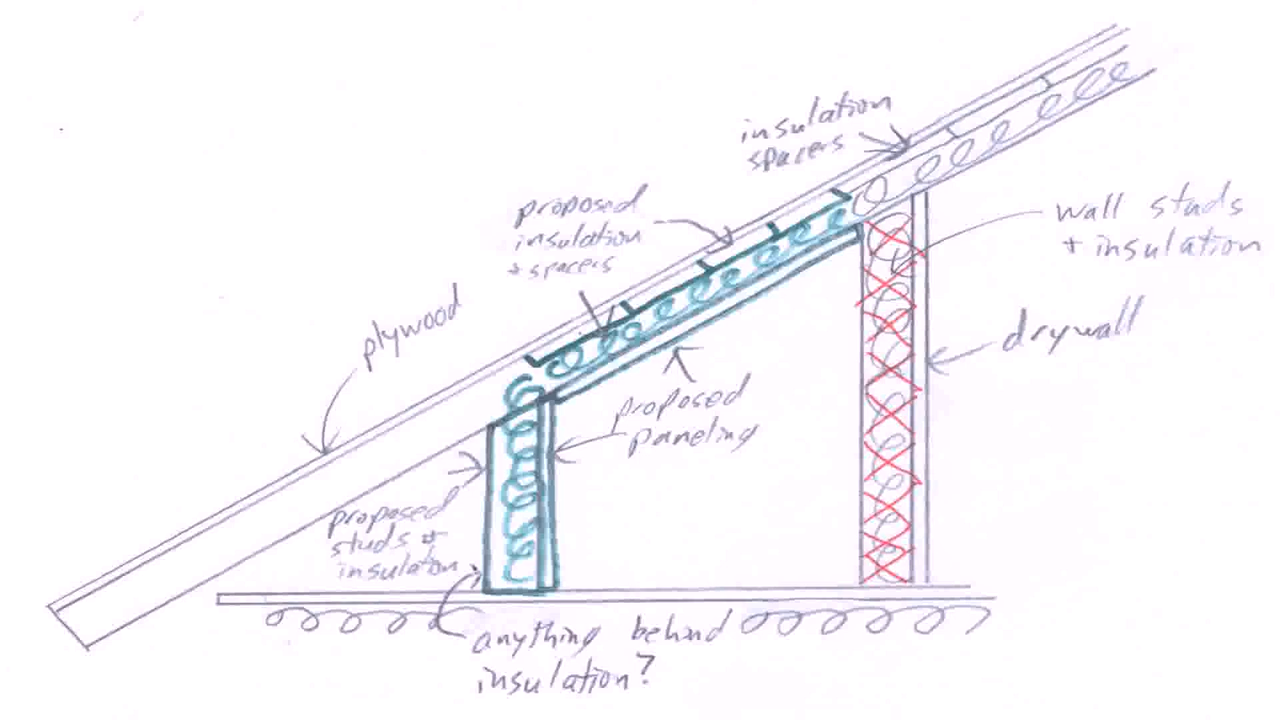 insulation
spacers
proposed
insulation
+ spacers
wall studs
+ insulation
plywood
drywall
proposed
paneling
proposed
studs +
insulation
anything behind
insulation?